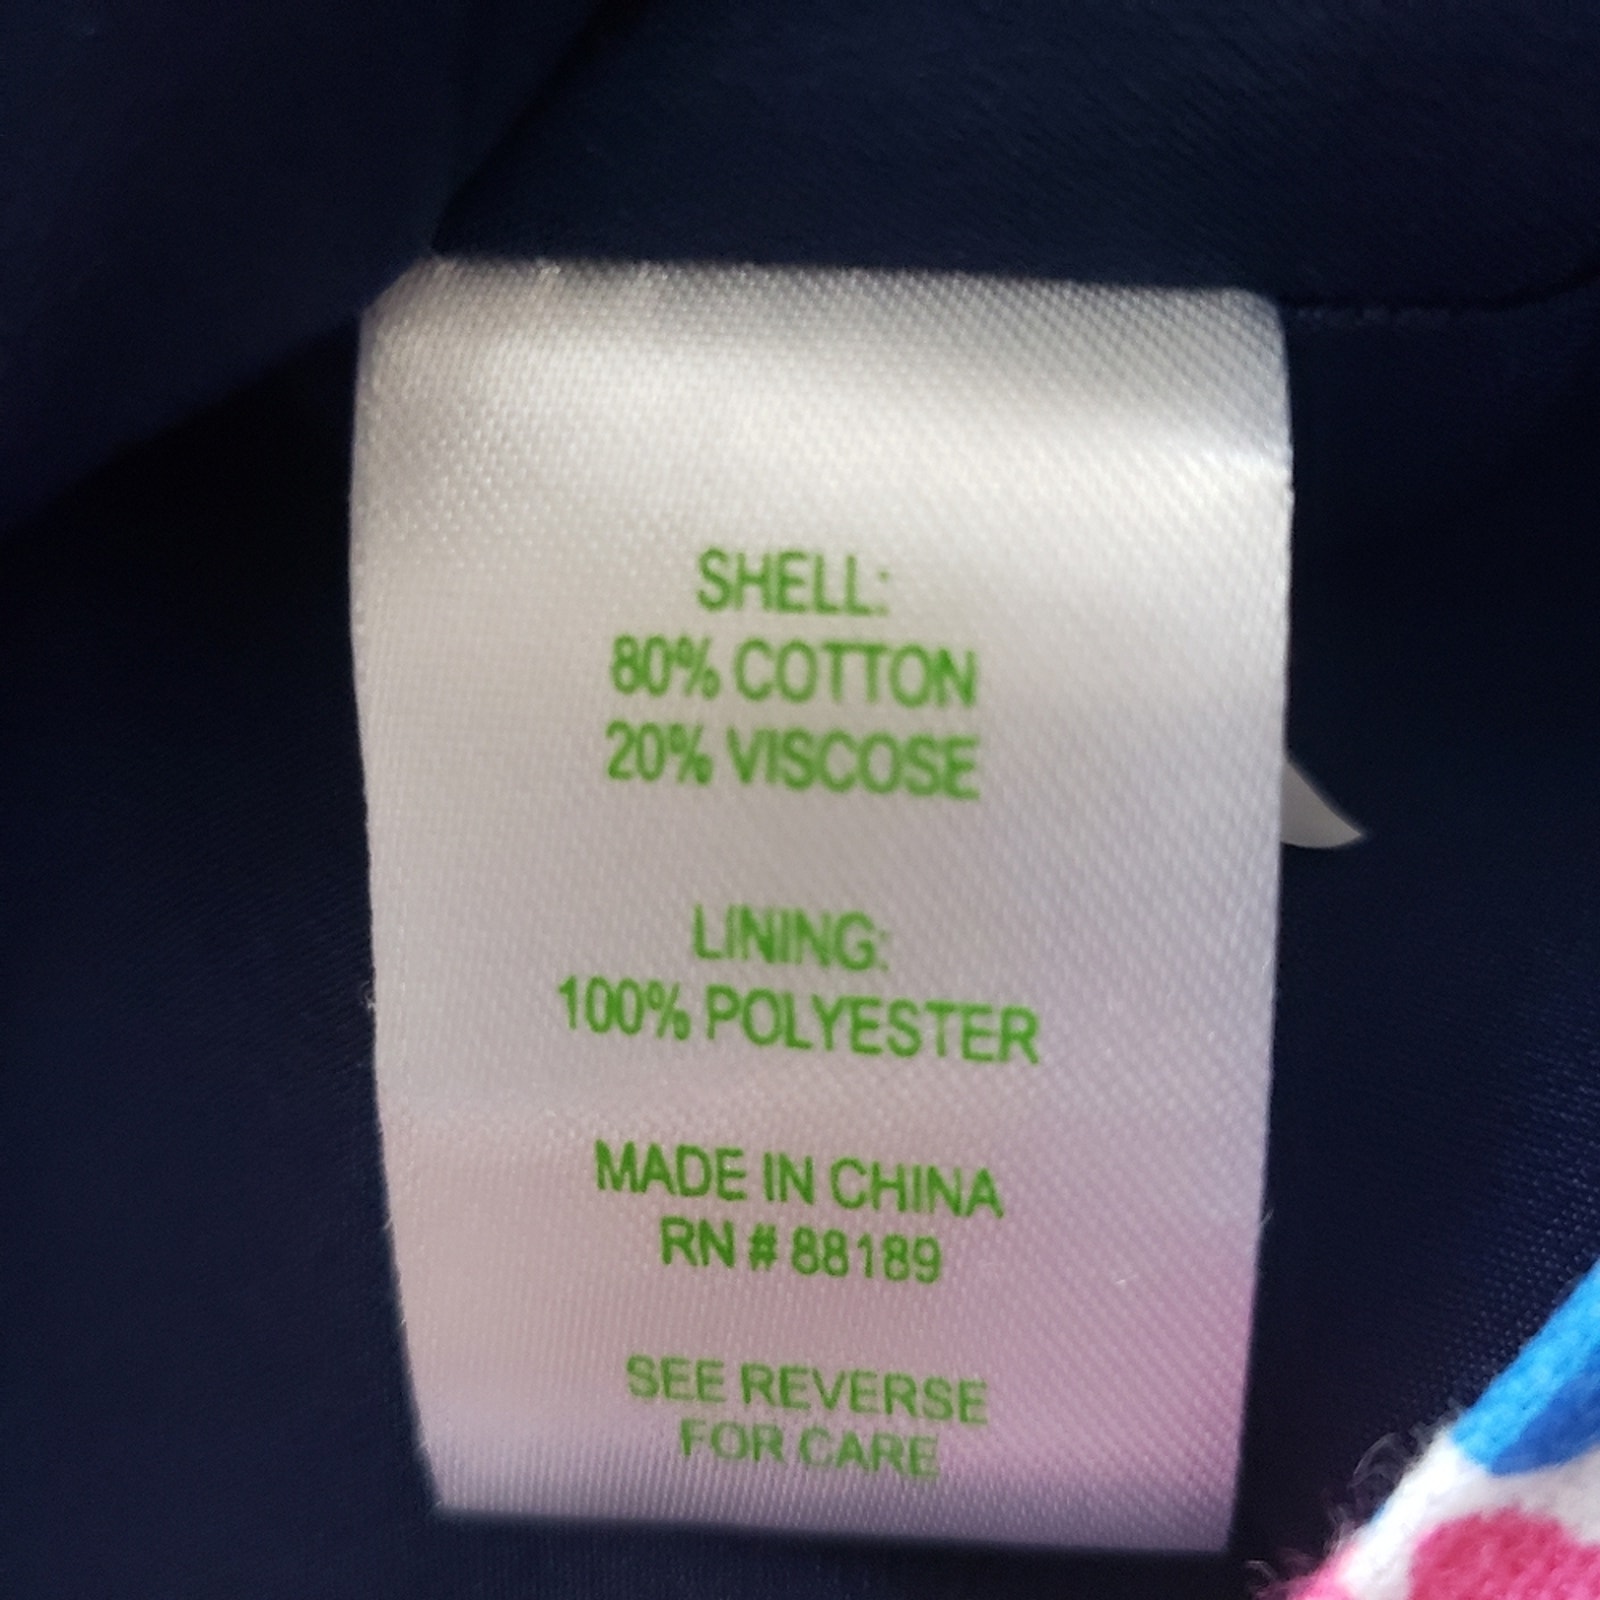 SHELL:
80% COTTON
20% VISCOSE
LINING:
100% POLYESTER
MADE IN CHINA
RN # 88189
SEE REVERSE
FOR CARE